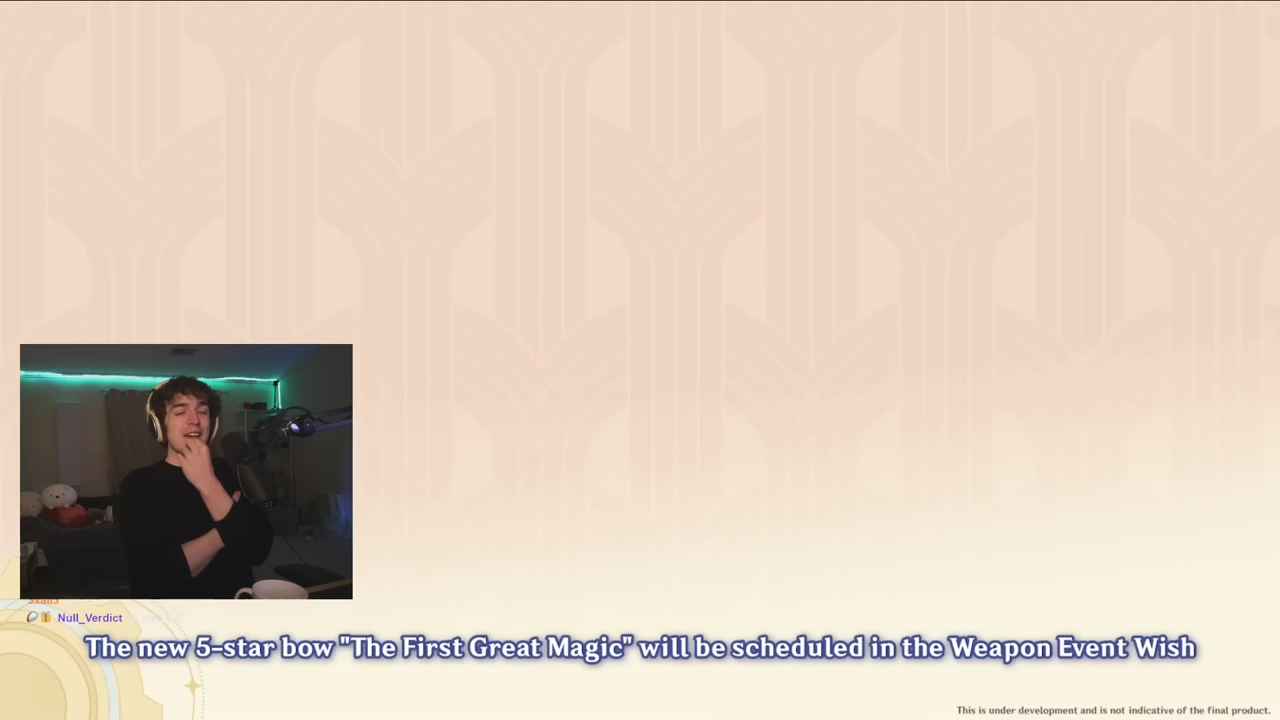 Null_Verdict
The new 5-star bow "The First Great Magic" will be scheduled in the Weapon Event Wish
This is under development and is not indicative of the final product.